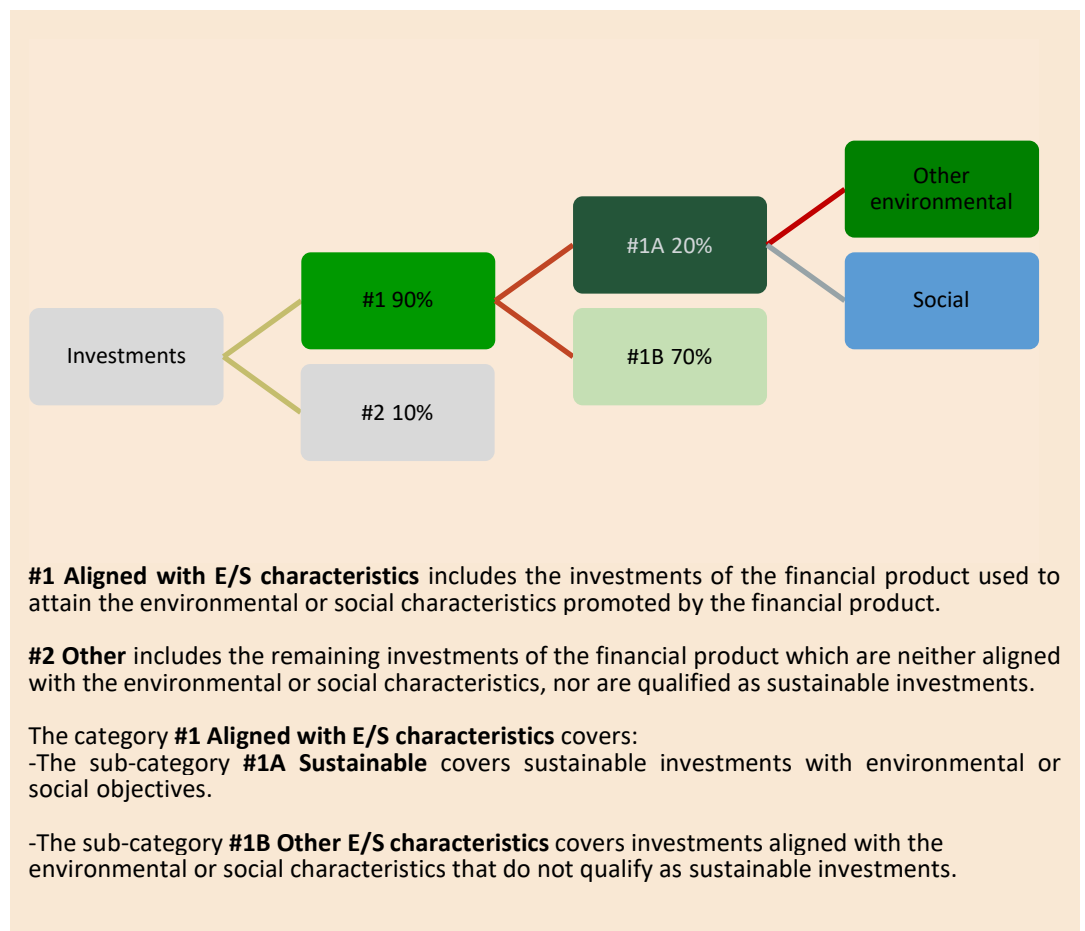 Other
environmental
#1A 20%
#1 90%
Social
Investments
#1B 70%
#2 10%
#1 Aligned with E/S characteristics includes the investments of the financial product used to
attain the environmental or social characteristics promoted by the financial product.
#2 Other includes the remaining investments of the financial product which are neither aligned
with the environmental or social characteristics, nor are qualified as sustainable investments.
The category #1 Aligned with E/S characteristics covers:
-The sub-category #1A Sustainable covers sustainable investments with environmental or
social objectives.
-The sub-category #1B Other E/S characteristics covers investments aligned with the
environmental or social characteristics that do not qualify as sustainable investments.